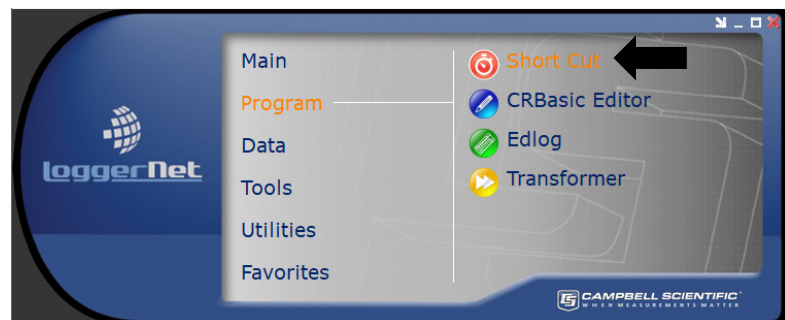 LoggerNet
Main
Program
Data
Tools
Utilities
Favorites
Short Cut
CRBasic Editor
Edlog
Transformer
CAMPBELL SCIENTIFIC
WHEN MEASUREMENTS MATTER